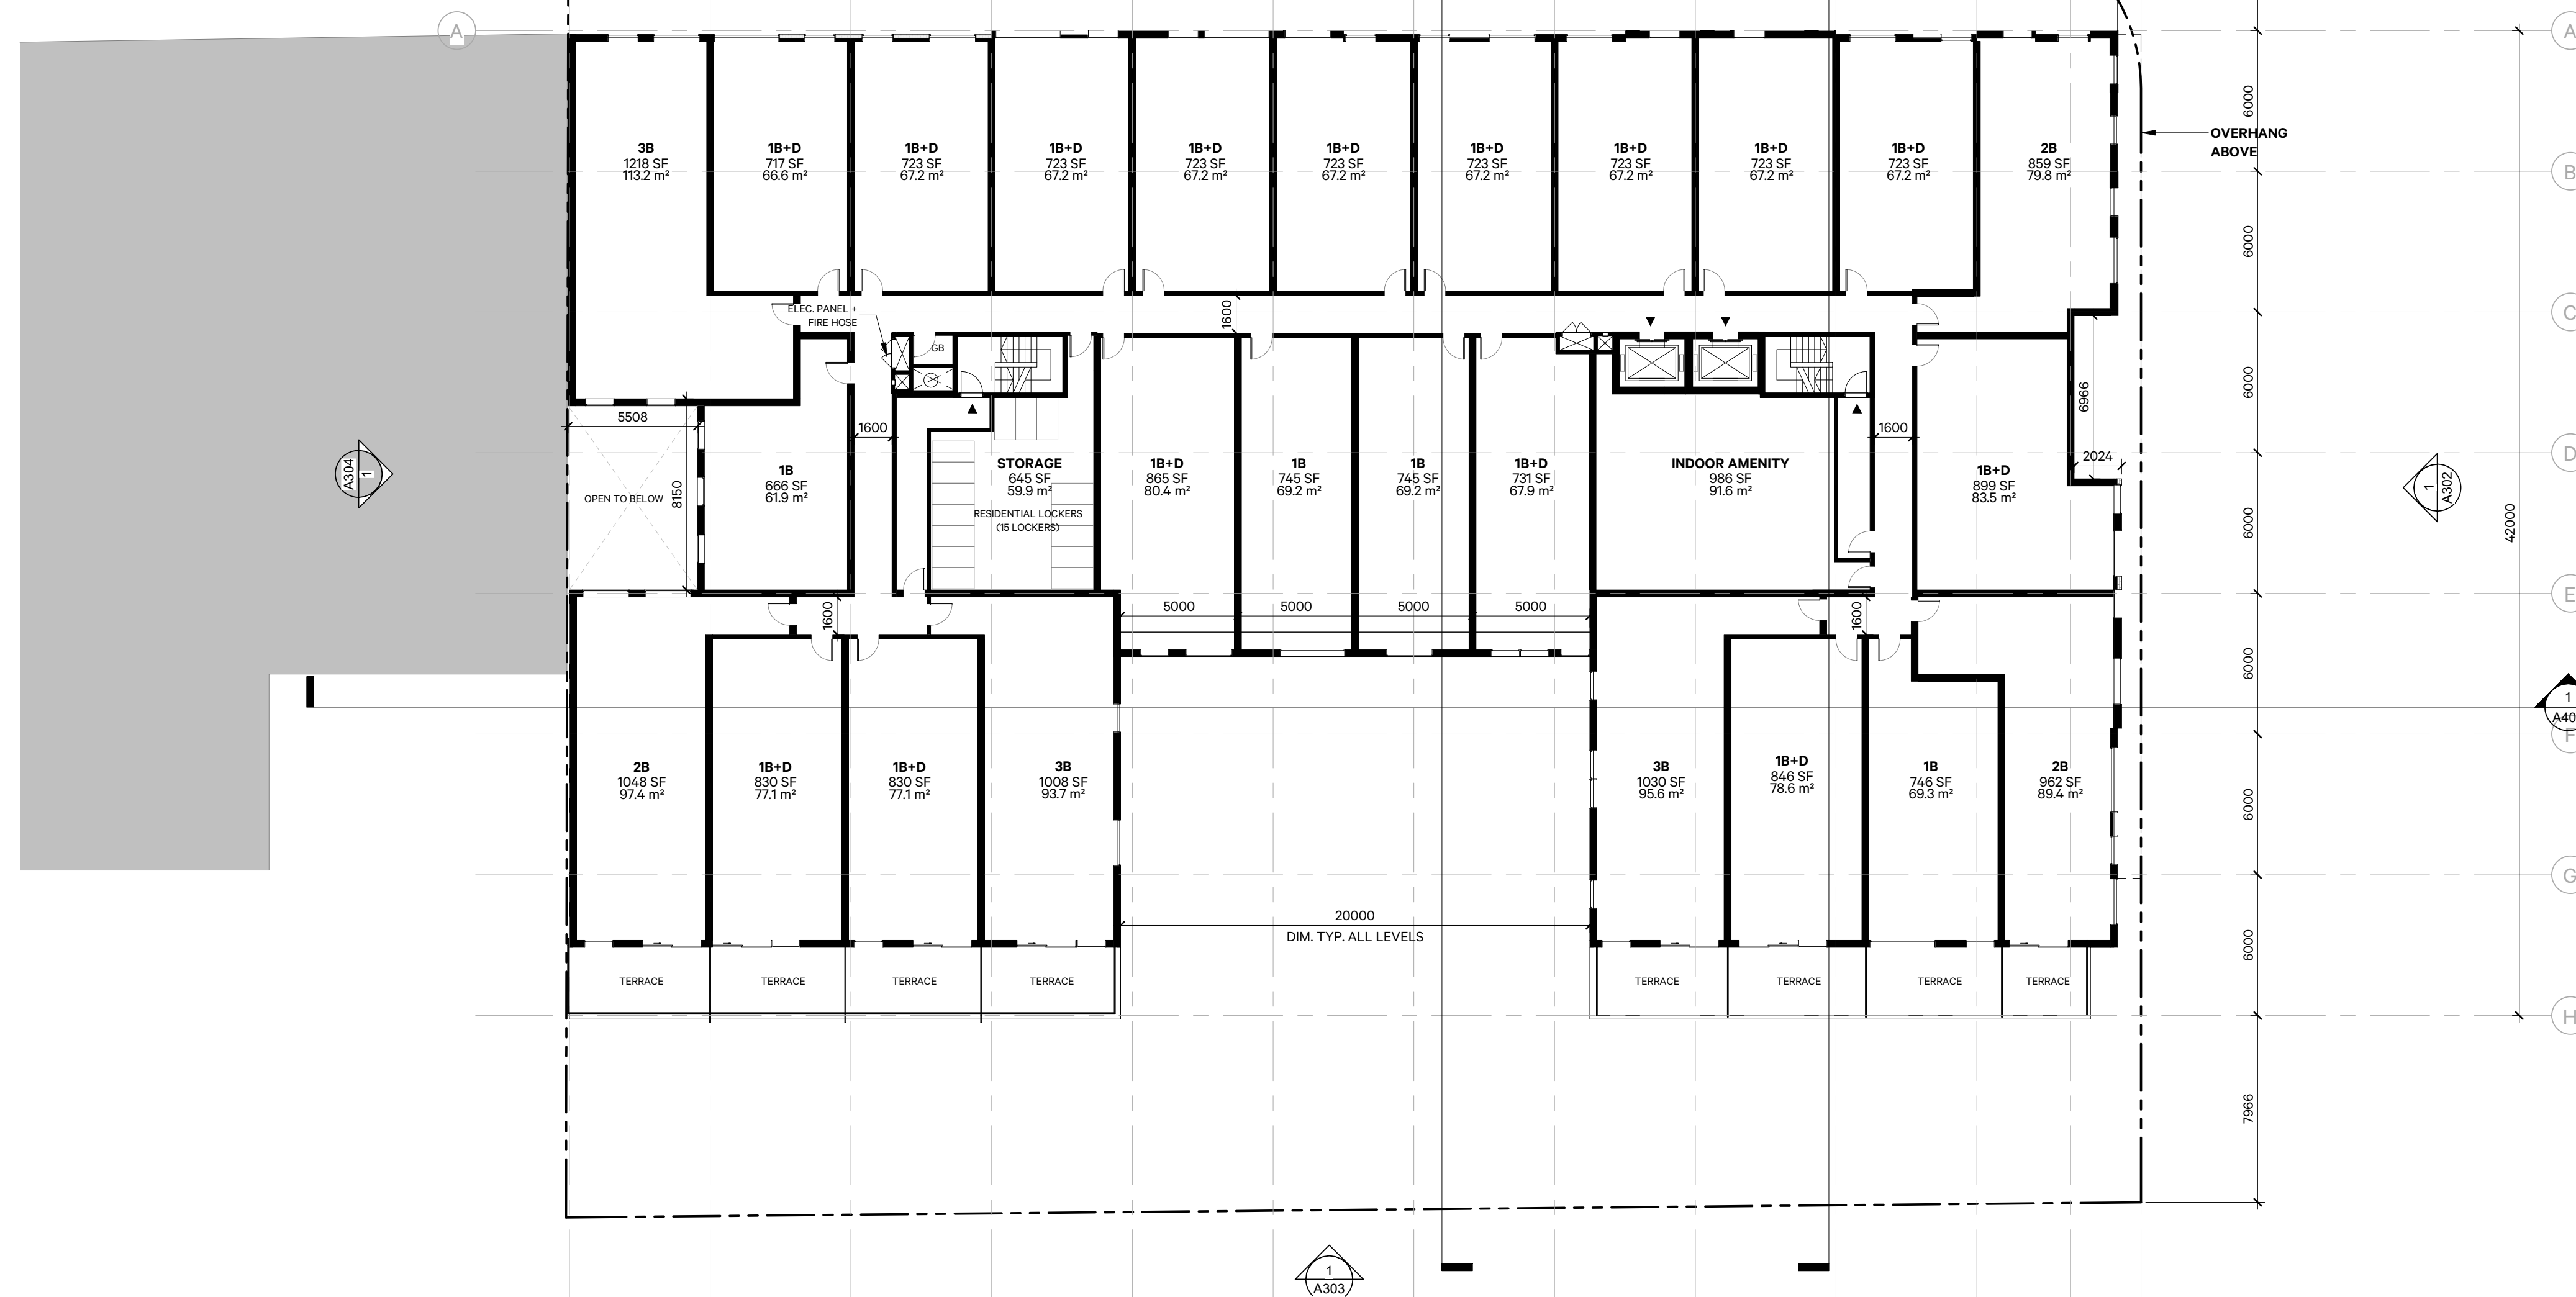 A
A
6000
OVERHANG
ABOVE
3B
1218 SF
113.2 m²
1B+D
717 SF
66.6 m²
1B+D
723 SF
67.2 m²
1B+D
723 SF
67.2 m²
1B+D
723 SF
67.2 m²
1B+D
723 SF
67.2 m²
1B+D
723 SF
67.2 m²
1B+D
723 SF
67.2 m²
1B+D
723 SF
67.2 m²
1B+D
723 SF
67.2 m²
2B
859 SF
79.8 m²
B
6000
ELEC. PANEL +
FIRE HOSE
1600
C
GB
6000
6966
5508
1600
1600
2024
D
A304
1
OPEN TO BELOW
8150
1B
666 SF
61.9 m²
STORAGE
645 SF
59.9 m²
RESIDENTIAL LOCKERS
(15 LOCKERS)
1B+D
865 SF
80.4 m²
1B
745 SF
69.2 m²
1B
745 SF
69.2 m²
1B+D
731 SF
67.9 m²
INDOOR AMENITY
986 SF
91.6 m²
1B+D
899 SF
83.5 m²
1
A302
6000
42000
E
1600
5000
5000
5000
5000
1600
6000
1
A40
F
2B
1048 SF
97.4 m²
1B+D
830 SF
77.1 m²
1B+D
830 SF
77.1 m²
3B
1008 SF
93.7 m²
3B
1030 SF
95.6 m²
1B+D
846 SF
78.6 m²
1B
746 SF
69.3 m²
2B
962 SF
89.4 m²
6000
G
20000
DIM. TYP. ALL LEVELS
6000
TERRACE
TERRACE
TERRACE
TERRACE
TERRACE
TERRACE
TERRACE
TERRACE
H
7966
1
A303